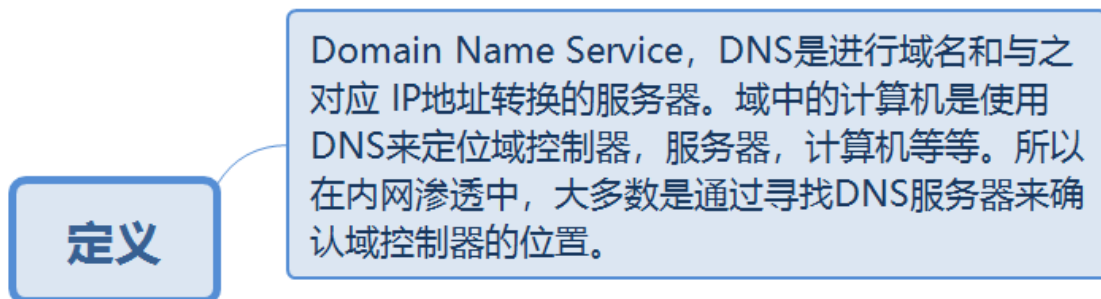 Domain Name Service，DNS是进行域名和与之
对应 IP地址转换的服务器。域中的计算机是使用
DNS来定位域控制器，服务器，计算机等等。所以
在内网渗透中，大多数是通过寻找DNS服务器来确
认域控制器的位置。
定义